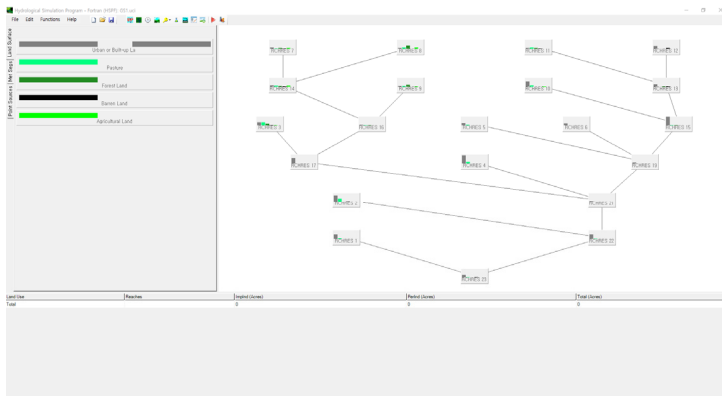 Hydrological Simulation Program - Fortran (HSPF): 001.uci
File Edit Functions Help
Land Surface
Met Segs
Point Sources
Urban or Built-up La
Pasture
Forest Land
Barren Land
Agricultural Land
RCHRES 7
RCHRES 8
RCHRES 11
RCHRES 12
RCHRES 14
RCHRES 9
RCHRES 10
RCHRES 13
RCHRES 3
RCHRES 16
RCHRES 5
RCHRES 6
RCHRES 15
RCHRES 17
RCHRES 4
RCHRES 19
RCHRES 2
RCHRES 21
RCHRES 1
RCHRES 22
RCHRES 23
Land Use Reaches Implnd (Acres) Perlnd (Acres) Total (Acres)
Total 0 0 0